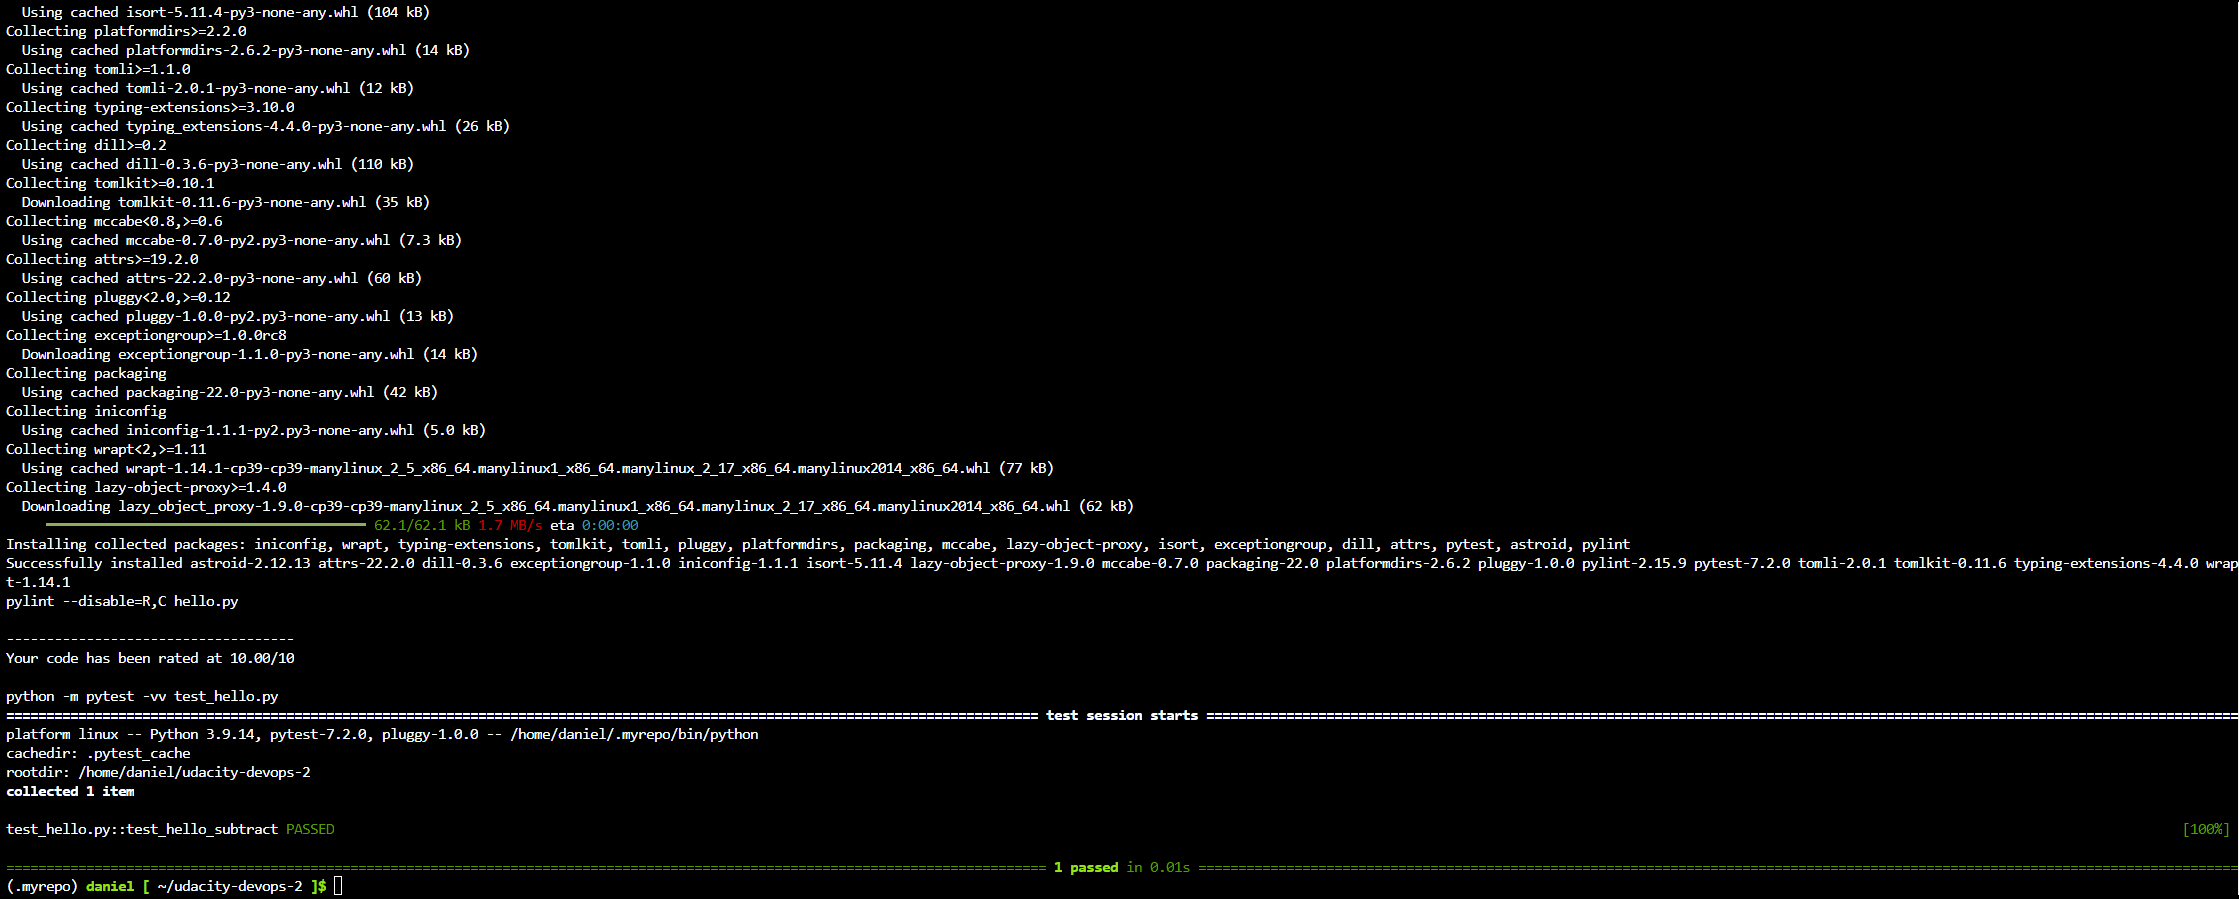 Using cached isort-5.11.4-py3-none-any.whl (104 kB)
Collecting platformdirs>=2.2.0
Using cached platformdirs-2.6.2-py3-none-any.whl (14 kB)
Collecting tomli>=1.1.0
Using cached tomli-2.0.1-py3-none-any.whl (12 kB)
Collecting typing-extensions>=3.10.0
Using cached typing_extensions-4.4.0-py3-none-any.whl (26 kB)
Collecting dill>=0.2
Using cached dill-0.3.6-py3-none-any.whl (110 kB)
Collecting tomlkit>=0.10.1
Downloading tomlkit-0.11.6-py3-none-any.whl (35 kB)
Collecting mccabe<0.8,>=0.6
Using cached mccabe-0.7.0-py2.py3-none-any.whl (7.3 kB)
Collecting attrs>=19.2.0
Using cached attrs-22.2.0-py3-none-any.whl (60 kB)
Collecting pluggy<2.0,>=0.12
Using cached pluggy-1.0.0-py2.py3-none-any.whl (13 kB)
Collecting exceptiongroup>=1.0.0rc8
Downloading exceptiongroup-1.1.0-py3-none-any.whl (14 kB)
Collecting packaging
Using cached packaging-22.0-py3-none-any.whl (42 kB)
Collecting iniconfig
Using cached iniconfig-1.1.1-py2.py3-none-any.whl (5.0 kB)
Collecting wrapt<2,>=1.11
Using cached wrapt-1.14.1-cp39-cp39-manylinux_2_5_x86_64.manylinux1_x86_64.manylinux_2_17_x86_64.manylinux2014_x86_64.whl (77 kB)
Collecting lazy-object-proxy>=1.4.0
Downloading lazy_object_proxy-1.9.0-cp39-cp39-manylinux_2_5_x86_64.manylinux1_x86_64.manylinux_2_17_x86_64.manylinux2014_x86_64.whl (62 kB)
62.1/62.1 kB 1.7 MB/s eta 0:00:00
Installing collected packages: iniconfig, wrapt, typing-extensions, tomlkit, tomli, pluggy, platformdirs, packaging, mccabe, lazy-object-proxy, isort, exceptiongroup, dill, attrs, pytest, astroid, pylint
Successfully installed astroid-2.12.13 attrs-22.2.0 dill-0.3.6 exceptiongroup-1.1.0 iniconfig-1.1.1 isort-5.11.4 lazy-object-proxy-1.9.0 mccabe-0.7.0 packaging-22.0 platformdirs-2.6.2 pluggy-1.0.0 pylint-2.15.9 pytest-7.2.0 tomli-2.0.1 tomlkit-0.11.6 typing-extensions-4.4.0 wrap
t-1.14.1
pylint --disable=R,C hello.py
------------------------------------
Your code has been rated at 10.00/10
python -m pytest -vv test_hello.py
test session starts
platform linux -- Python 3.9.14, pytest-7.2.0, pluggy-1.0.0 -- /home/daniel/.myrepo/bin/python
cachedir: .pytest_cache
rootdir: /home/daniel/udacity-devops-2
collected 1 item
test_hello.py::test_hello_subtract PASSED [100%]
1 passed in 0.01s
(.myrepo) daniel [ ~/udacity-devops-2 ]$